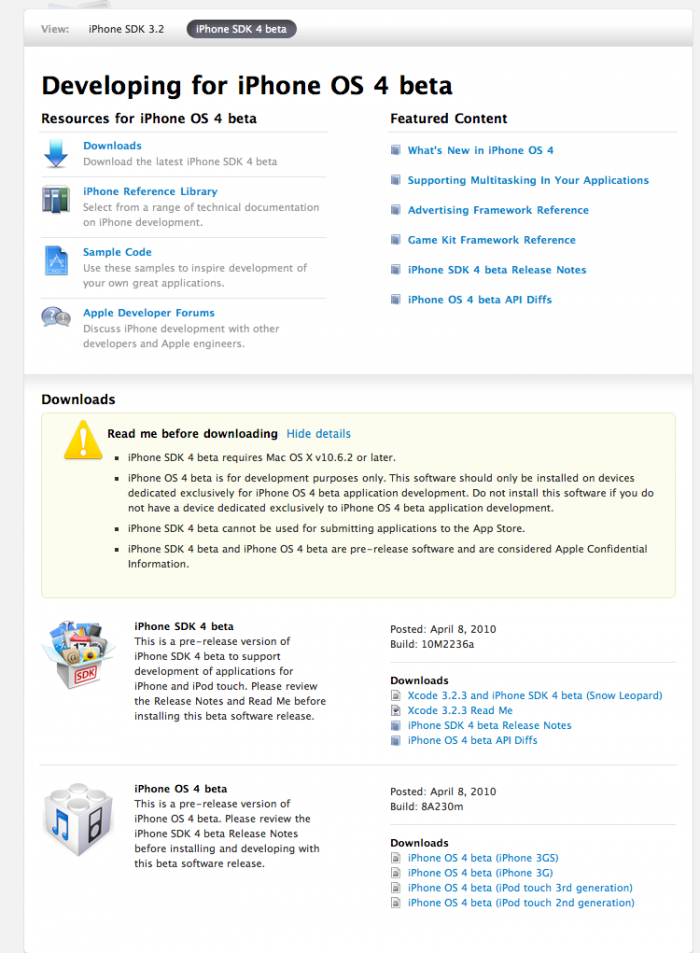 View: iPhone SDK 3.2 iPhone SDK 4 beta
Developing for iPhone OS 4 beta
Resources for iPhone OS 4 beta
Downloads
Download the latest iPhone SDK 4 beta
iPhone Reference Library
Select from a range of technical documentation
on iPhone development.
Sample Code
Use these samples to inspire development of
your own great applications.
Apple Developer Forums
Discuss iPhone development with other
developers and Apple engineers.
Featured Content
What's New in iPhone OS 4
Supporting Multitasking In Your Applications
Advertising Framework Reference
Game Kit Framework Reference
iPhone SDK 4 beta Release Notes
iPhone OS 4 beta API Diffs
Downloads
Read me before downloading Hide details
iPhone SDK 4 beta requires Mac OS X v10.6.2 or later.
iPhone OS 4 beta is for development purposes only. This software should only be installed on devices
dedicated exclusively for iPhone OS 4 beta application development. Do not install this software if you do
not have a device dedicated exclusively to iPhone OS 4 beta application development.
iPhone SDK 4 beta cannot be used for submitting applications to the App Store.
iPhone SDK 4 beta and iPhone OS 4 beta are pre-release software and are considered Apple Confidential
Information.
SDK
iPhone SDK 4 beta
This is a pre-release version of
iPhone SDK 4 beta to support
development of applications for
iPhone and iPod touch. Please review
the Release Notes and Read Me before
installing this beta software release.
Posted: April 8, 2010
Build: 10M2236a
Downloads
Xcode 3.2.3 and iPhone SDK 4 beta (Snow Leopard)
Xcode 3.2.3 Read Me
iPhone SDK 4 beta Release Notes
iPhone OS 4 beta API Diffs
iPhone OS 4 beta
This is a pre-release version of
iPhone OS 4 beta. Please review the
iPhone SDK 4 beta Release Notes
before installing and developing with
this beta software release.
Posted: April 8, 2010
Build: 8A230m
Downloads
iPhone OS 4 beta (iPhone 3GS)
iPhone OS 4 beta (iPhone 3G)
iPhone OS 4 beta (iPod touch 3rd generation)
iPhone OS 4 beta (iPod touch 2nd generation)